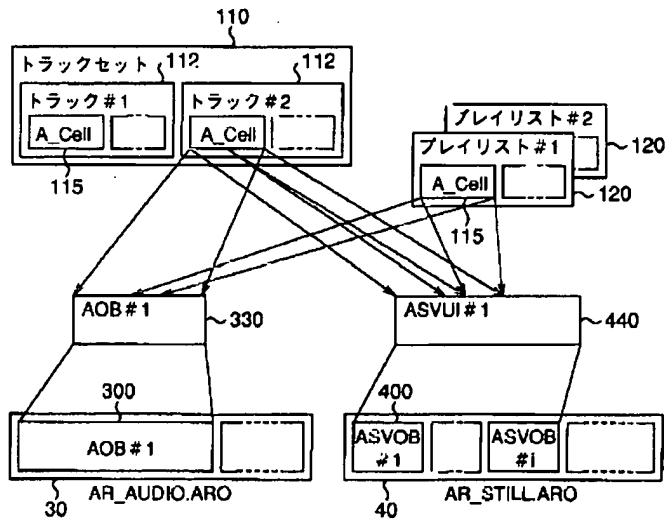 110
トラックセット
112
112
トラック#1
トラック#2
A_Cell
A_Cell
115
プレイリスト#2
120
プレイリスト#1
A_Cell
120
115
AOB#1
330
ASVUI#1
440
300
AOB#1
30
AR_AUDIO.ARO
400
ASVOB
#1
ASVOB
#i
40
AR_STILL.ARO